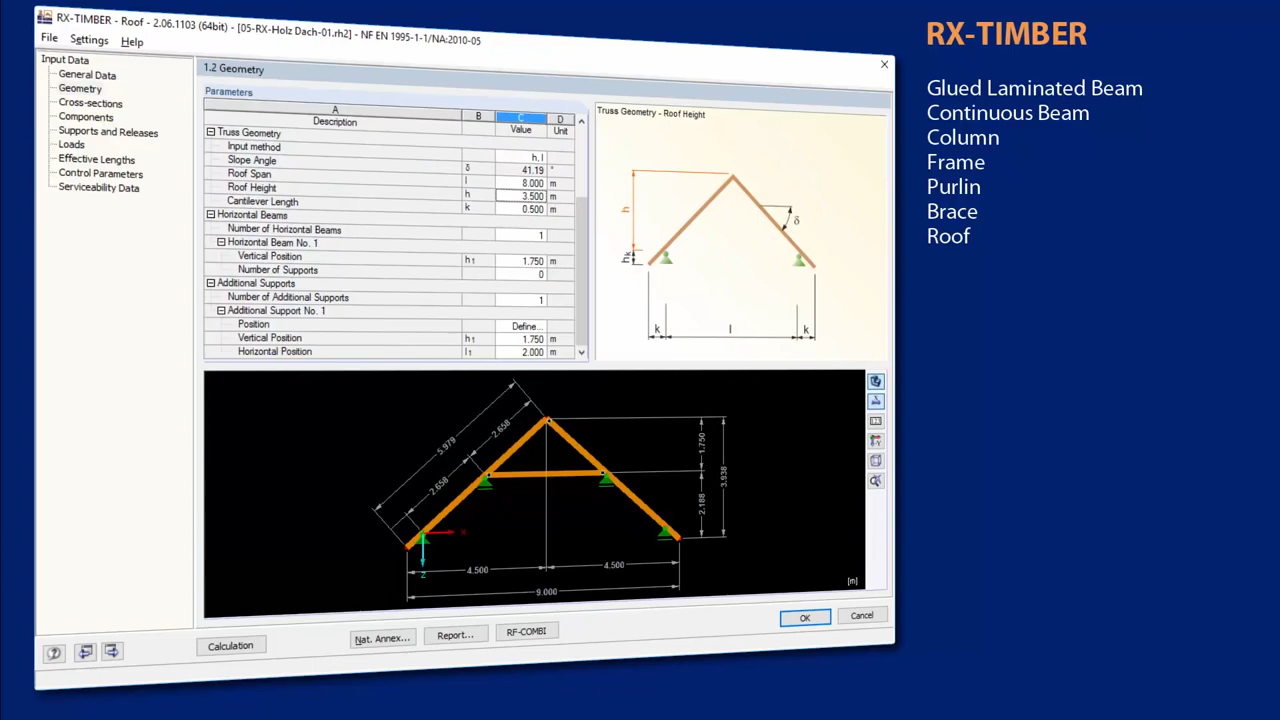 RX-TIMBER - Roof - 2.06.1103 (64bit) - [05-RX-Holz Dach-01.rh2] - NF EN 1995-1-1/NA:2010-05
File Settings Help
Input Data
General Data
Geometry
Cross-sections
Components
Supports and Releases
Loads
Effective Lengths
Control Parameters
Serviceability Data
1.2 Geometry
Parameters
A B C D
Description Value Unit
Truss Geometry
Input method h, l
Slope Angle δ 41.19 °
Roof Span l 8.000 m
Roof Height h 3.500 m
Cantilever Length k 0.500 m
Horizontal Beams
Number of Horizontal Beams 1
Horizontal Beam No. 1
Vertical Position h1 1.750 m
Number of Supports 0
Additional Supports
Number of Additional Supports 1
Additional Support No. 1
Position Define...
Vertical Position h1 1.750 m
Horizontal Position l1 2.000 m
Truss Geometry - Roof Height
h
δ
hk
k l k
5.979
2.658
2.658
1.750
3.938
2.188
X
Z
4.500 4.500
9.000
[m]
OK Cancel
Calculation Nat. Annex... Report... RF-COMBI
RX-TIMBER
Glued Laminated Beam
Continuous Beam
Column
Frame
Purlin
Brace
Roof